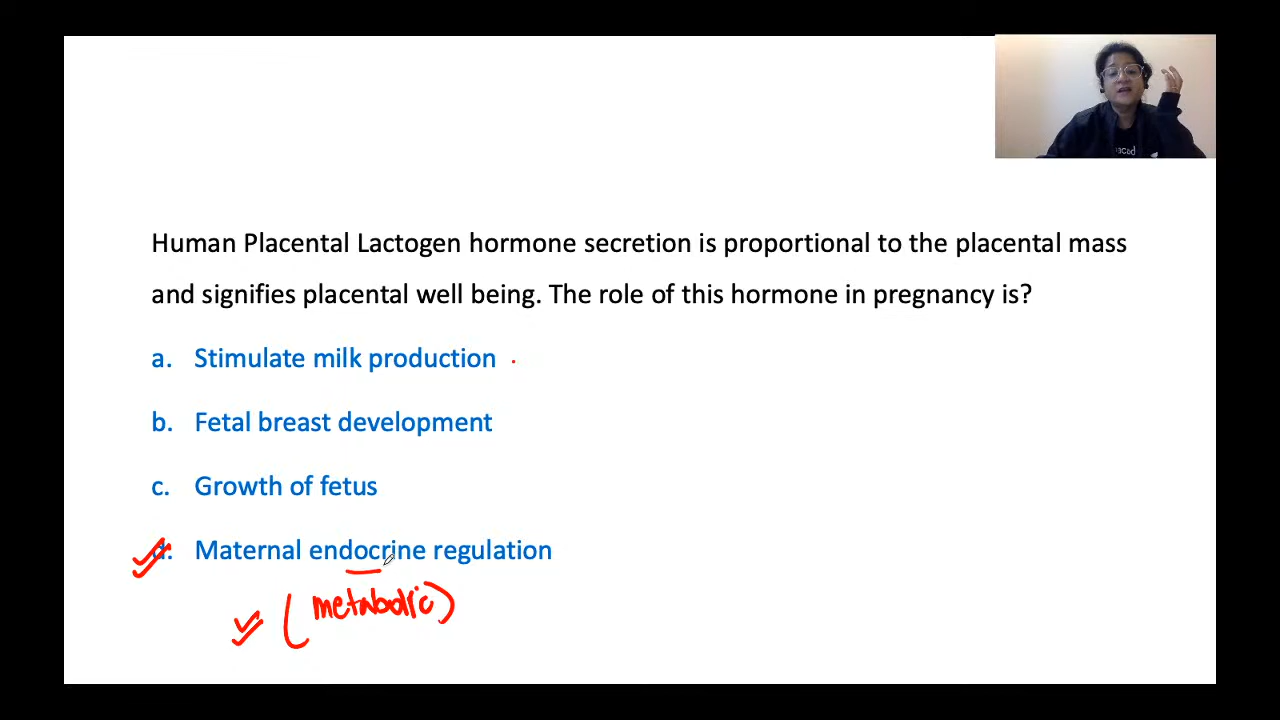 Human Placental Lactogen hormone secretion is proportional to the placental mass
and signifies placental well being. The role of this hormone in pregnancy is?
a. Stimulate milk production
b. Fetal breast development
c. Growth of fetus
d. Maternal endocrine regulation
(metabolic)